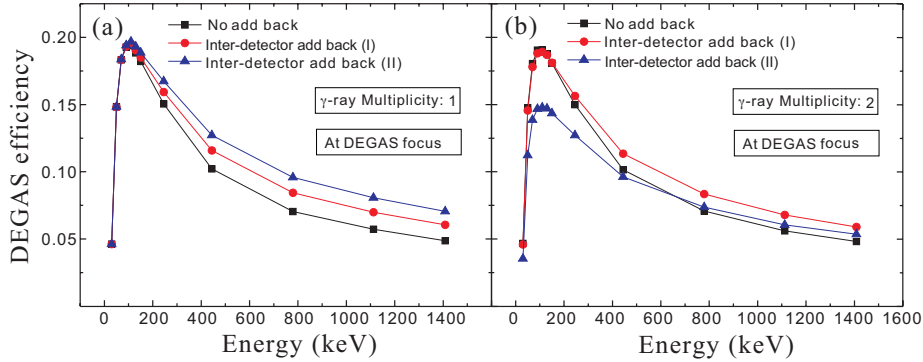 (a)
No add back
Inter-detector add back (I)
Inter-detector add back (II)
γ-ray Multiplicity: 1
At DEGAS focus
DEGAS efficiency
0.20
0.15
0.10
0.05
0 200 400 600 800 1000 1200 1400
Energy (keV)
(b)
No add back
Inter-detector add back (I)
Inter-detector add back (II)
γ-ray Multiplicity: 2
At DEGAS focus
0 200 400 600 800 1000 1200 1400 1600
Energy (keV)